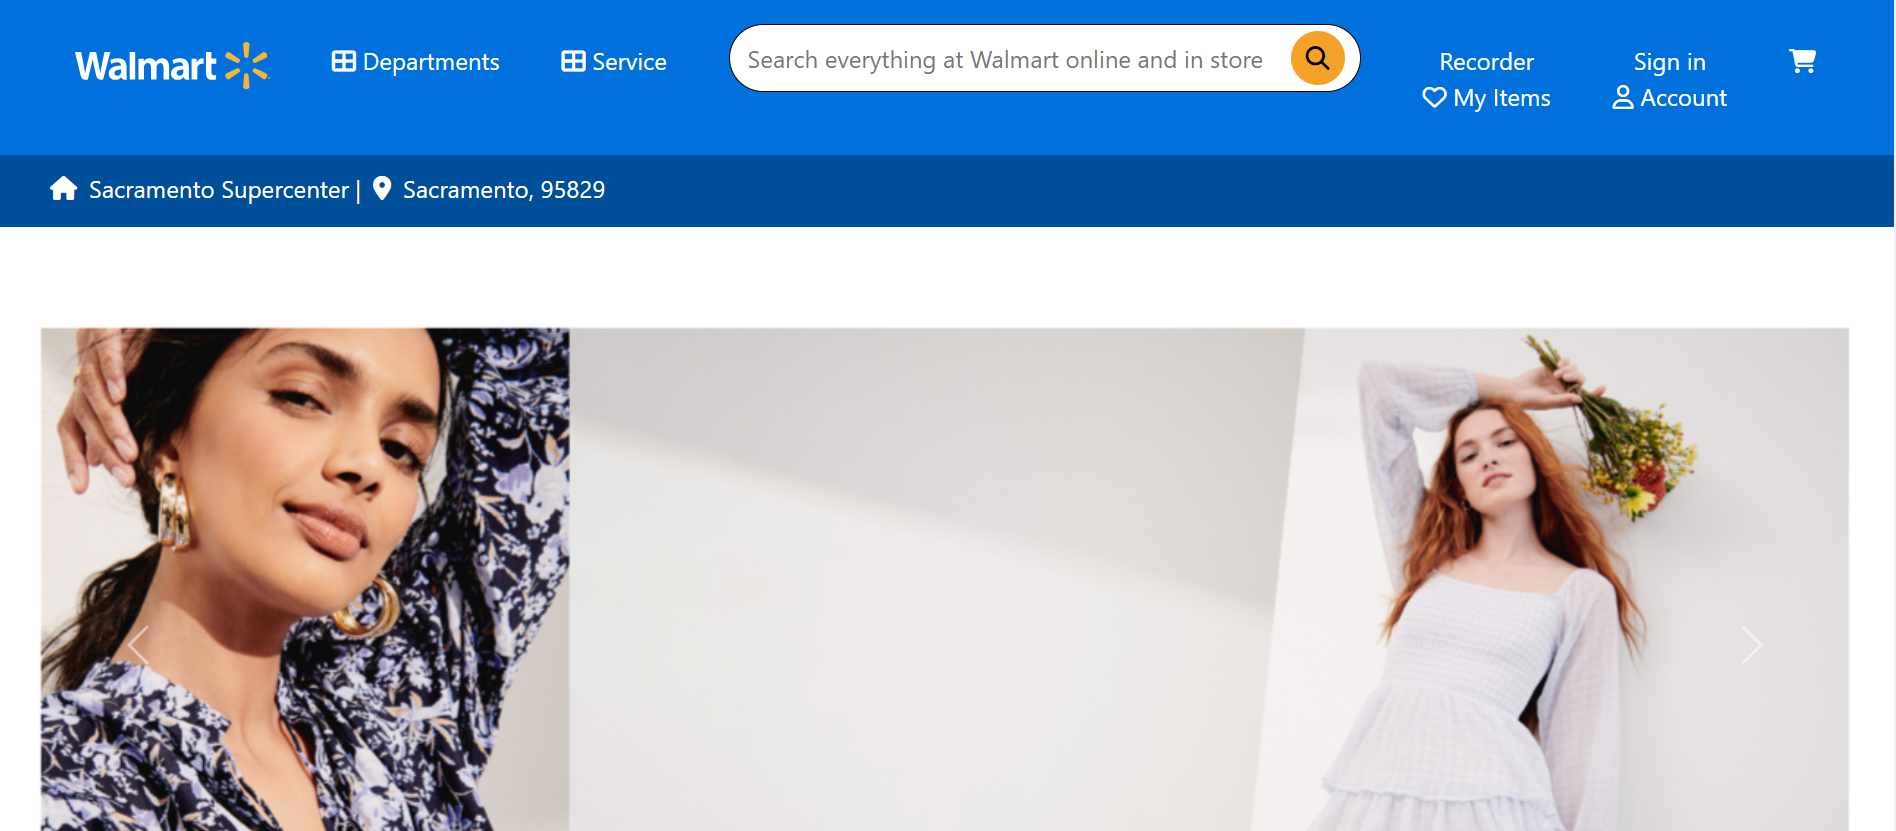 Walmart
Departments
Service
Search everything at Walmart online and in store
Recorder
My Items
Sign in
Account
Sacramento Supercenter | Sacramento, 95829